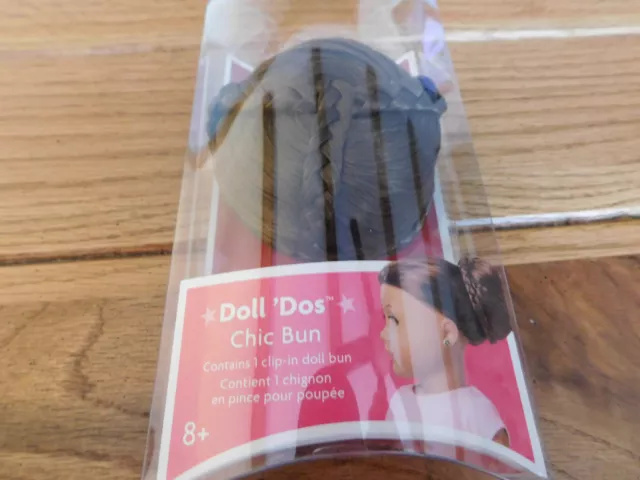 Doll 'Dos™
Chic Bun
Contains 1 clip-in doll bun
Contient 1 chignon
en pince pour poupée
8+